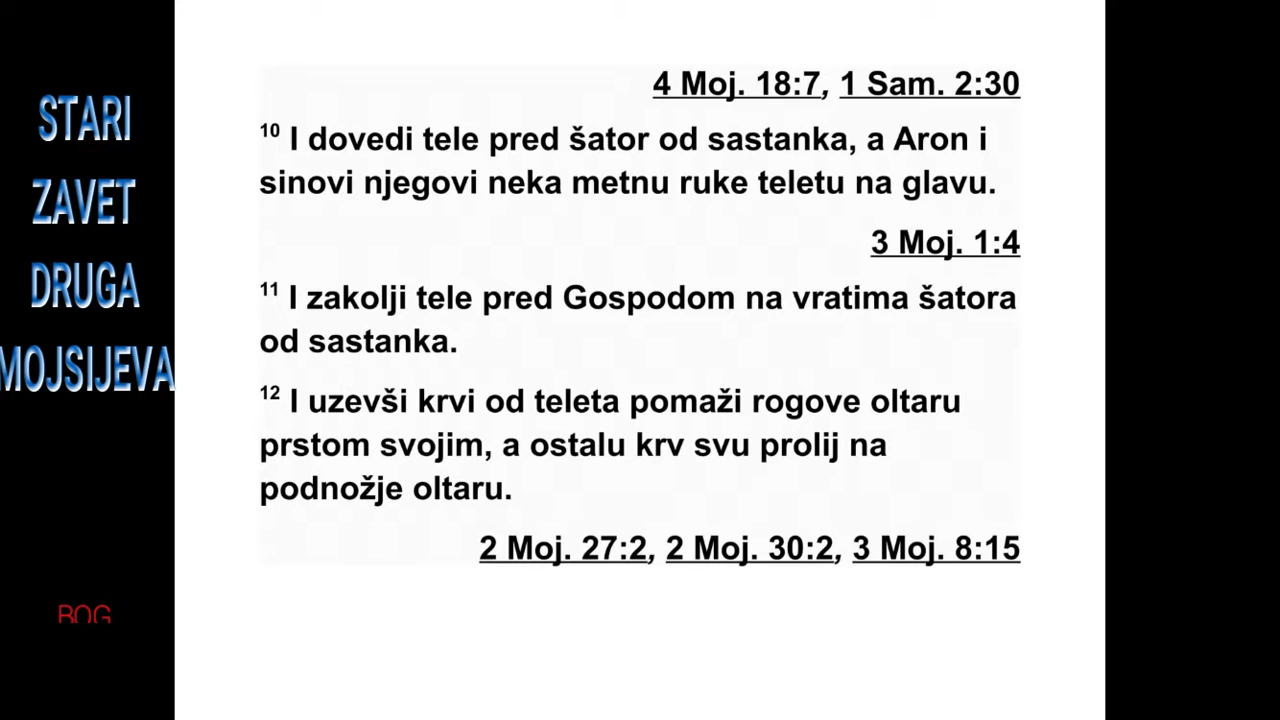 STARI
ZAVET
DRUGA
MOJSIJEVA
BOG
4 Moj. 18:7, 1 Sam. 2:30
10 I dovedi tele pred šator od sastanka, a Aron i
sinovi njegovi neka metnu ruke teletu na glavu.
3 Moj. 1:4
11 I zakolji tele pred Gospodom na vratima šatora
od sastanka.
12 I uzevši krvi od teleta pomaži rogove oltaru
prstom svojim, a ostalu krv svu prolij na
podnožje oltaru.
2 Moj. 27:2, 2 Moj. 30:2, 3 Moj. 8:15